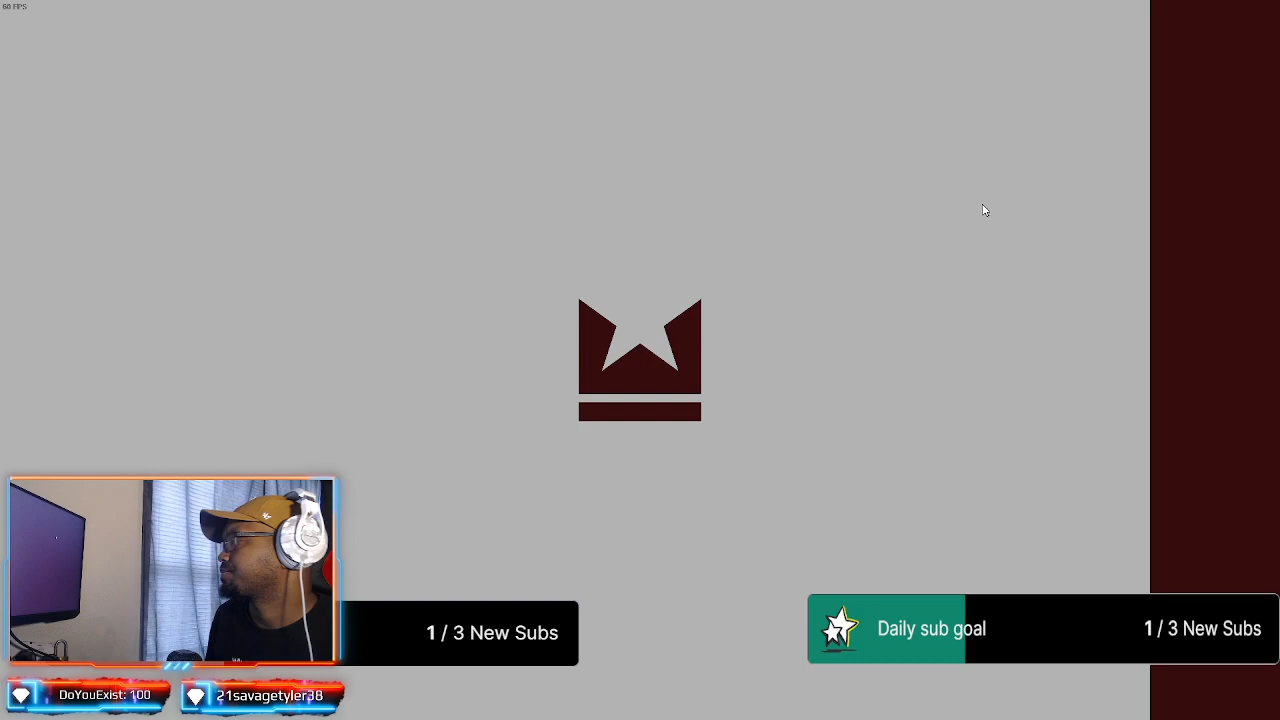 60 FPS
1 / 3 New Subs
Daily sub goal
1 / 3 New Subs
DoYouExist: 100
21savagetyler38